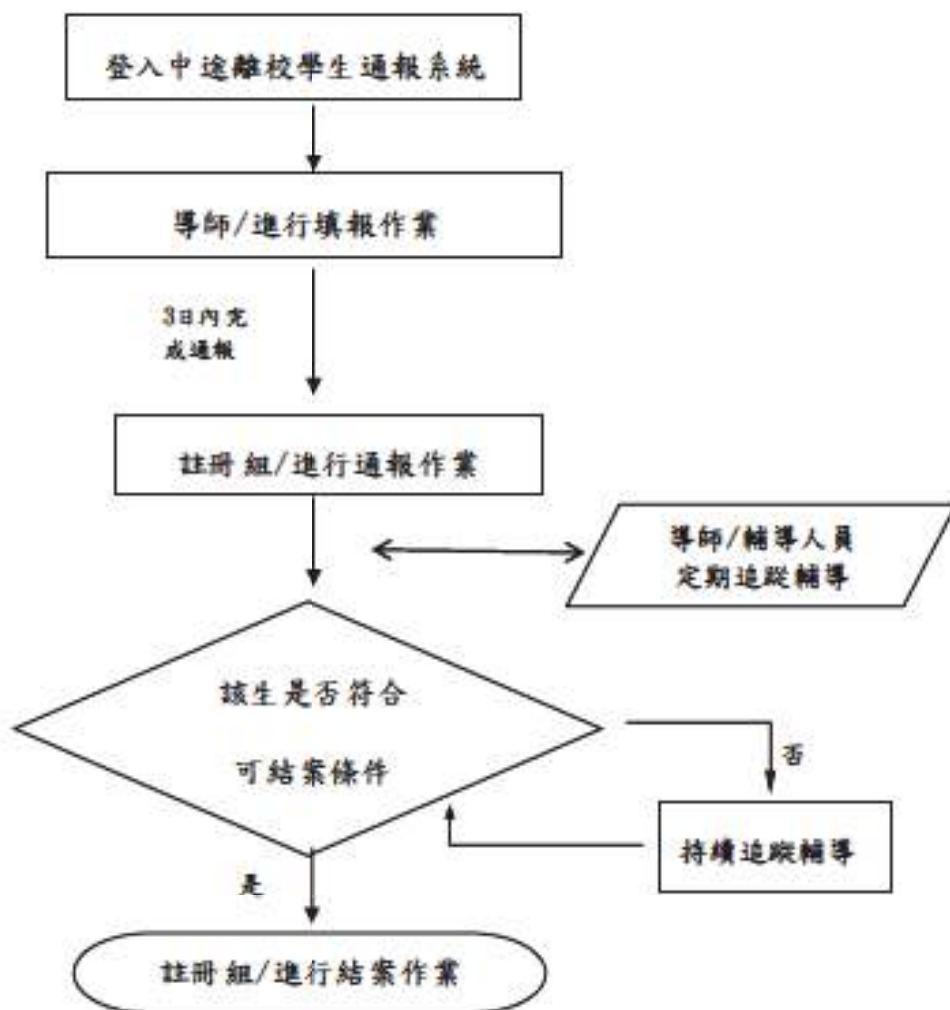 登入中途離校學生通報系統
導師/進行填報作業
3日內完
成通報
註冊組/進行通報作業
導師/輔導人員
定期追蹤輔導
該生是否符合
可結案條件
否
持續追蹤輔導
是
註冊組/進行結案作業